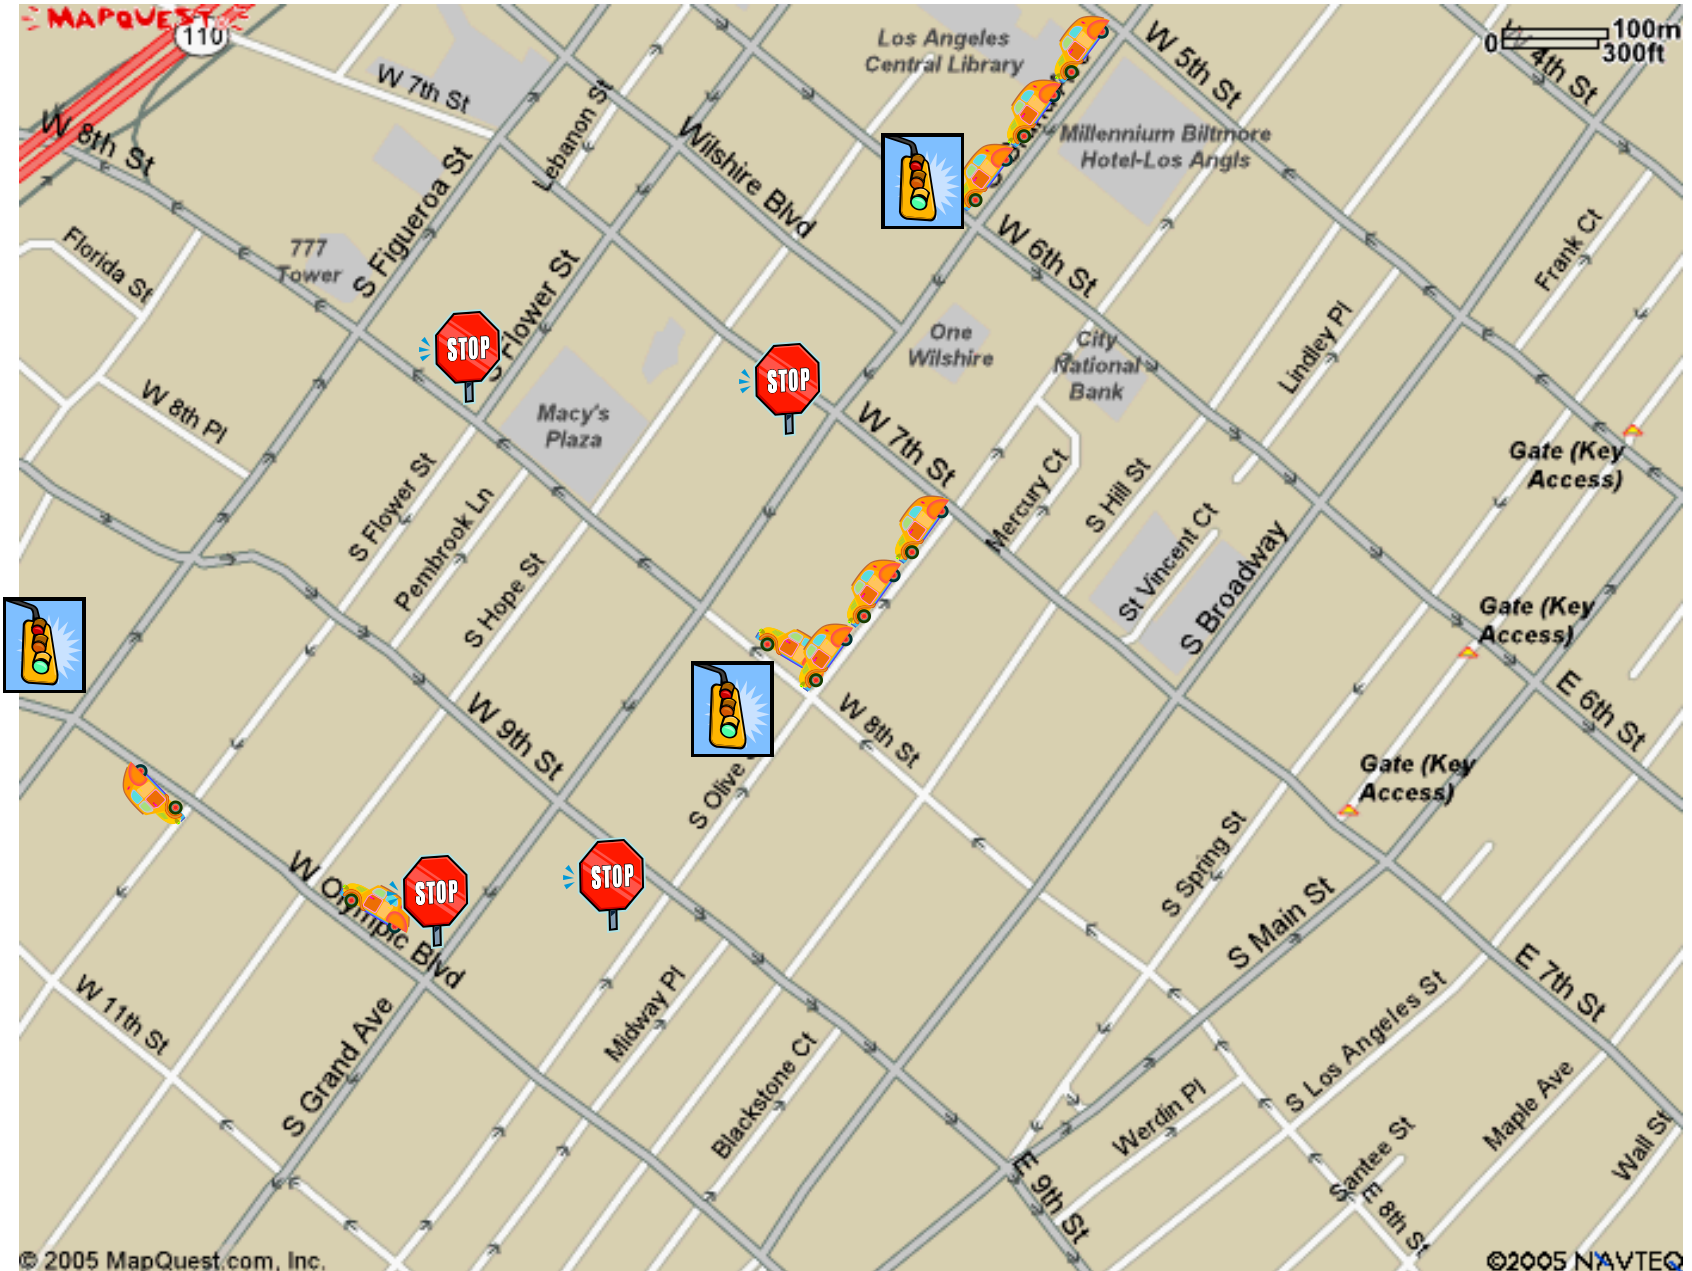 MAPQUEST
110
W 7th St
Lebanon St
Los Angeles
Central Library
W 5th St
100m
0
300ft
W 4th St
W 8th St
Wilshire Blvd
Millennium Biltmore
Hotel-Los Angls
S Figueroa St
Florida St
777
Tower
W 6th St
Frank Ct
S Flower St
STOP
One
Wilshire
City
National
Bank
Lindley Pl
STOP
W 8th Pl
Macy's
Plaza
W 7th St
Gate (Key
Access)
S Flower St
Pembrook Ln
S Hope St
Mercury Ct
S Hill St
St Vincent Ct
S Broadway
Gate (Key
Access)
W 9th St
W 8th St
E 6th St
S Olive
Gate (Key
Access)
W Olympic Blvd
STOP
STOP
S Spring St
S Main St
W 11th St
S Grand Ave
Midway Pl
Blackstone Ct
E 7th St
S Los Angeles St
Werdin Pl
Maple Ave
Wall St
Santee St
E 9th St
E 8th St
© 2005 MapQuest.com, Inc.
©2005 NAVTEQ